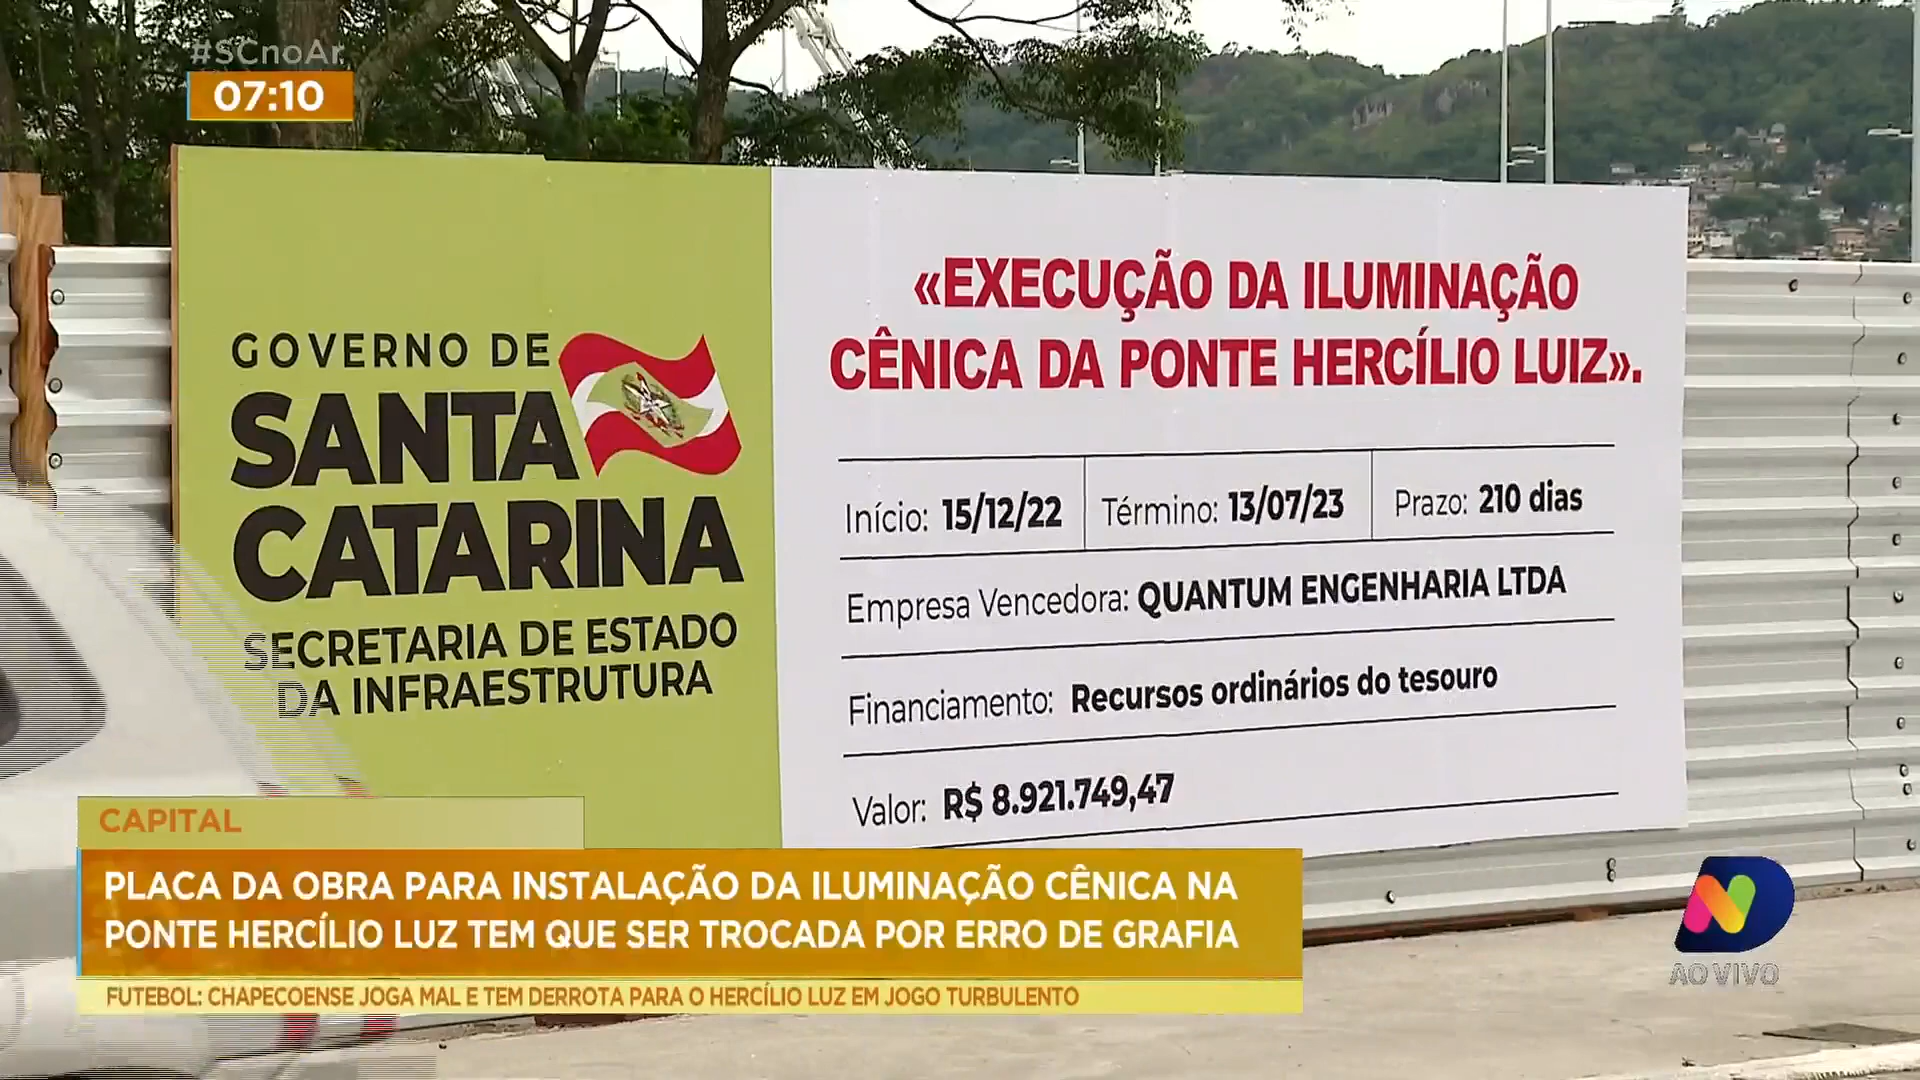 #SCnoAr
07:10
GOVERNO DE
SANTA
CATARINA
SECRETARIA DE ESTADO
DA INFRAESTRUTURA
«EXECUÇÃO DA ILUMINAÇÃO
CÊNICA DA PONTE HERCÍLIO LUIZ».
Início: 15/12/22 Término: 13/07/23 Prazo: 210 dias
Empresa Vencedora: QUANTUM ENGENHARIA LTDA
Financiamento: Recursos ordinários do tesouro
Valor: R$ 8.921.749,47
CAPITAL
PLACA DA OBRA PARA INSTALAÇÃO DA ILUMINAÇÃO CÊNICA NA
PONTE HERCÍLIO LUZ TEM QUE SER TROCADA POR ERRO DE GRAFIA
FUTEBOL: CHAPECOENSE JOGA MAL E TEM DERROTA PARA O HERCÍLIO LUZ EM JOGO TURBULENTO
ND
AO VIVO